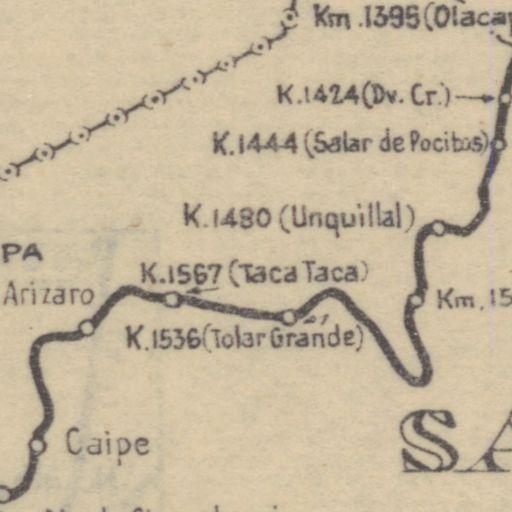 Km.1395(Olaca
K.1424(Dv. Cr.)
K.1444(Salar de Pocitos)
K.1480(Unquillal)
PA
K.1567(Taca Taca)
Arizaro
Km.15
K.1536(Tolar Grande)
SA
Caipe